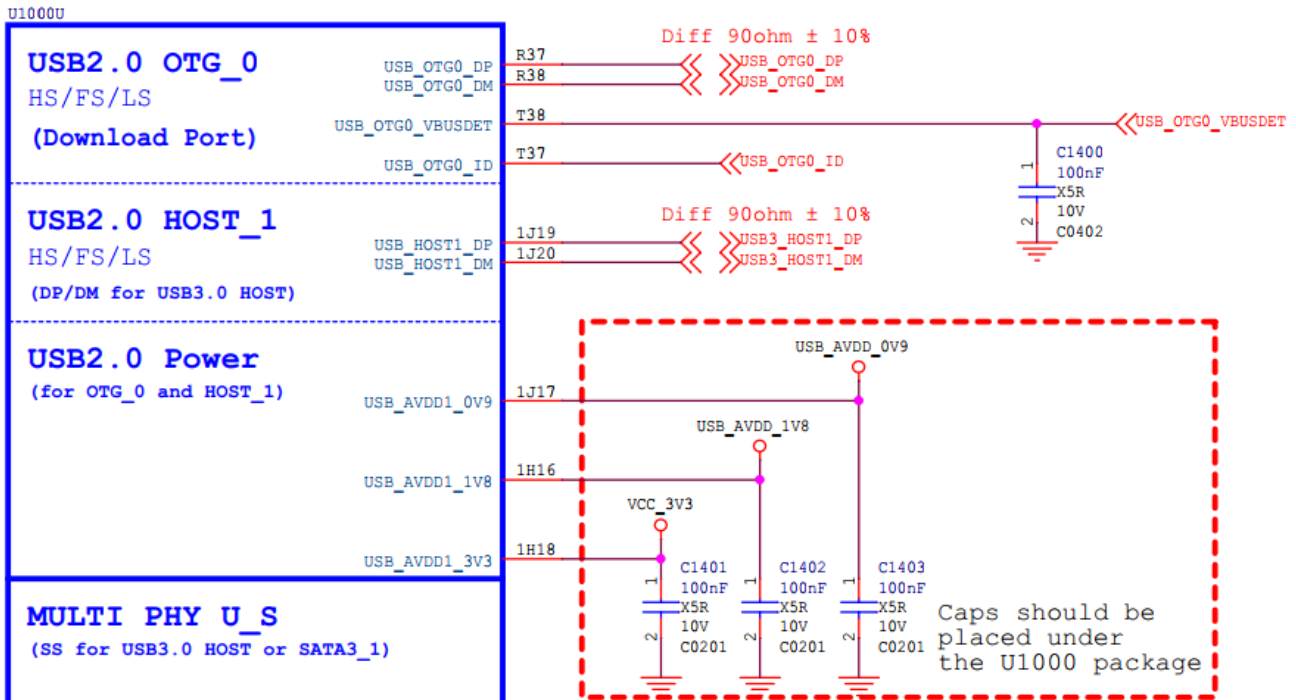 U1000U
USB2.0 OTG_0
HS/FS/LS
(Download Port)
USB_OTG0_DP
USB_OTG0_DM
USB_OTG0_VBUSDET
USB_OTG0_ID
R37
R38
T38
T37
Diff 90ohm ± 10%
USB_OTG0_DP
USB_OTG0_DM
USB_OTG0_VBUSDET
USB_OTG0_ID
C1400
100nF
X5R
10V
C0402
1
2
USB2.0 HOST_1
HS/FS/LS
(DP/DM for USB3.0 HOST)
USB_HOST1_DP
USB_HOST1_DM
1J19
1J20
Diff 90ohm ± 10%
USB3_HOST1_DP
USB3_HOST1_DM
USB2.0 Power
(for OTG_0 and HOST_1)
USB_AVDD1_0V9
USB_AVDD1_1V8
USB_AVDD1_3V3
1J17
1H16
1H18
USB_AVDD_0V9
USB_AVDD_1V8
VCC_3V3
1
2
C1401
100nF
X5R
10V
C0201
1
2
C1402
100nF
X5R
10V
C0201
1
2
C1403
100nF
X5R
10V
C0201
Caps should be
placed under
the U1000 package
MULTI PHY U_S
(SS for USB3.0 HOST or SATA3_1)